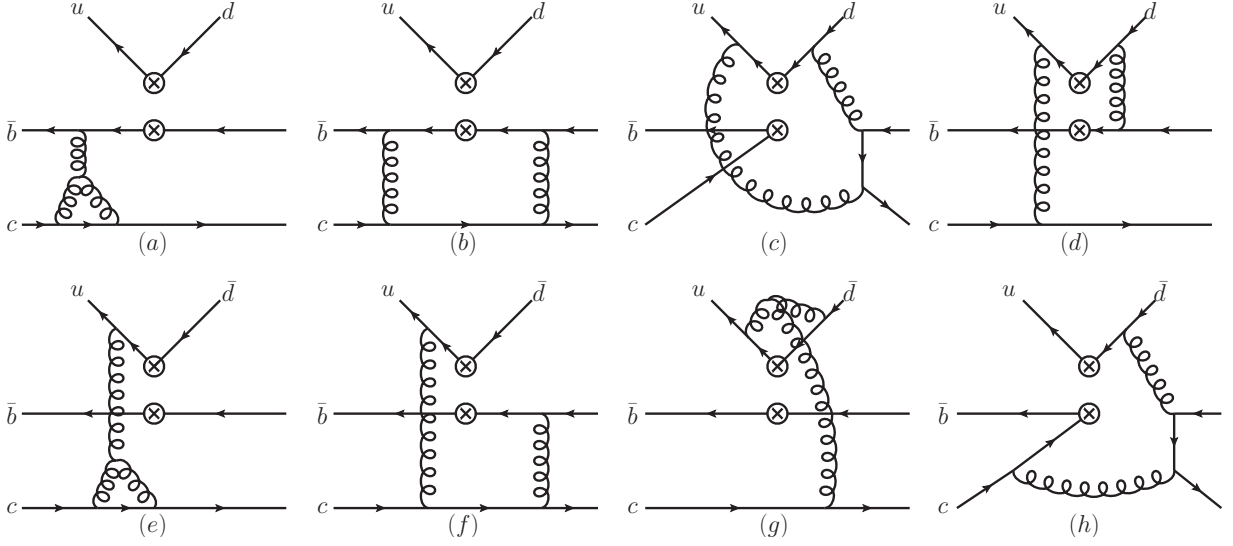 u d u d u d u d
b̄ b̄ b̄ b̄
c c c c
(a) (b) (c) (d)
u d̄ u d̄ u d̄ u d̄
b̄ b̄ b̄ b̄
c c c c
(e) (f) (g) (h)